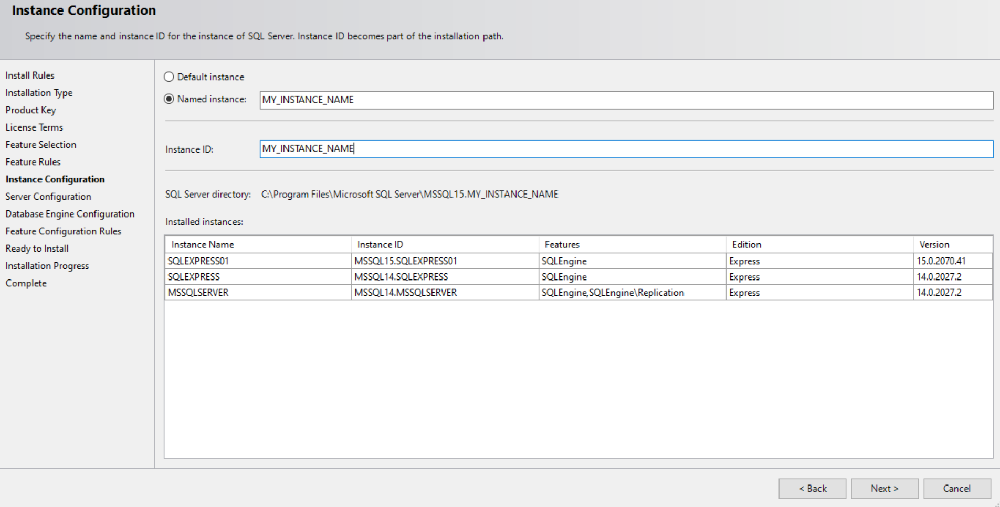 Instance Configuration
Specify the name and instance ID for the instance of SQL Server. Instance ID becomes part of the installation path.
Install Rules
Installation Type
Product Key
License Terms
Feature Selection
Feature Rules
Instance Configuration
Server Configuration
Database Engine Configuration
Feature Configuration Rules
Ready to Install
Installation Progress
Complete
Default instance
Named instance: MY_INSTANCE_NAME
Instance ID: MY_INSTANCE_NAME
SQL Server directory: C:\Program Files\Microsoft SQL Server\MSSQL15.MY_INSTANCE_NAME
Installed instances:
Instance Name Instance ID Features Edition Version
SQLEXPRESS01 MSSQL15.SQLEXPRESS01 SQLEngine Express 15.0.2070.41
SQLEXPRESS MSSQL14.SQLEXPRESS SQLEngine Express 14.0.2027.2
MSSQLSERVER MSSQL14.MSSQLSERVER SQLEngine,SQLEngine\Replication Express 14.0.2027.2
< Back Next > Cancel